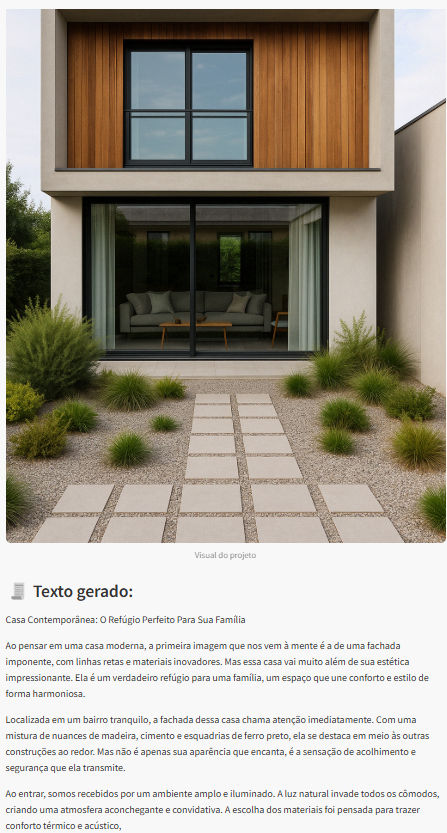 Visual do projeto
Texto gerado:
Casa Contemporânea: O Refúgio Perfeito Para Sua Família
Ao pensar em uma casa moderna, a primeira imagem que nos vem à mente é a de uma fachada
imponente, com linhas retas e materiais inovadores. Mas essa casa vai muito além de sua estética
impressionante. Ela é um verdadeiro refúgio para uma família, um espaço que une conforto e estilo de
forma harmoniosa.
Localizada em um bairro tranquilo, a fachada dessa casa chama atenção imediatamente. Com uma
mistura de nuances de madeira, cimento e esquadrias de ferro preto, ela se destaca em meio às outras
construções ao redor. Mas não é apenas sua aparência que encanta, é a sensação de acolhimento e
segurança que ela transmite.
Ao entrar, somos recebidos por um ambiente amplo e iluminado. A luz natural invade todos os cômodos,
criando uma atmosfera aconchegante e convidativa. A escolha dos materiais foi pensada para trazer
conforto térmico e acústico,